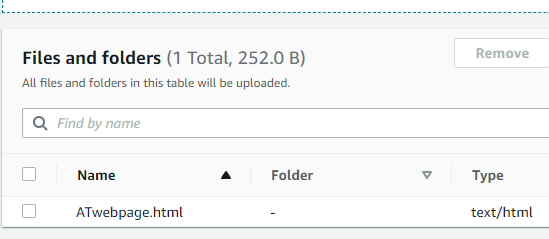 Files and folders (1 Total, 252.0 B)
Remove
All files and folders in this table will be uploaded.
Find by name
Name Folder Type
ATwebpage.html - text/html